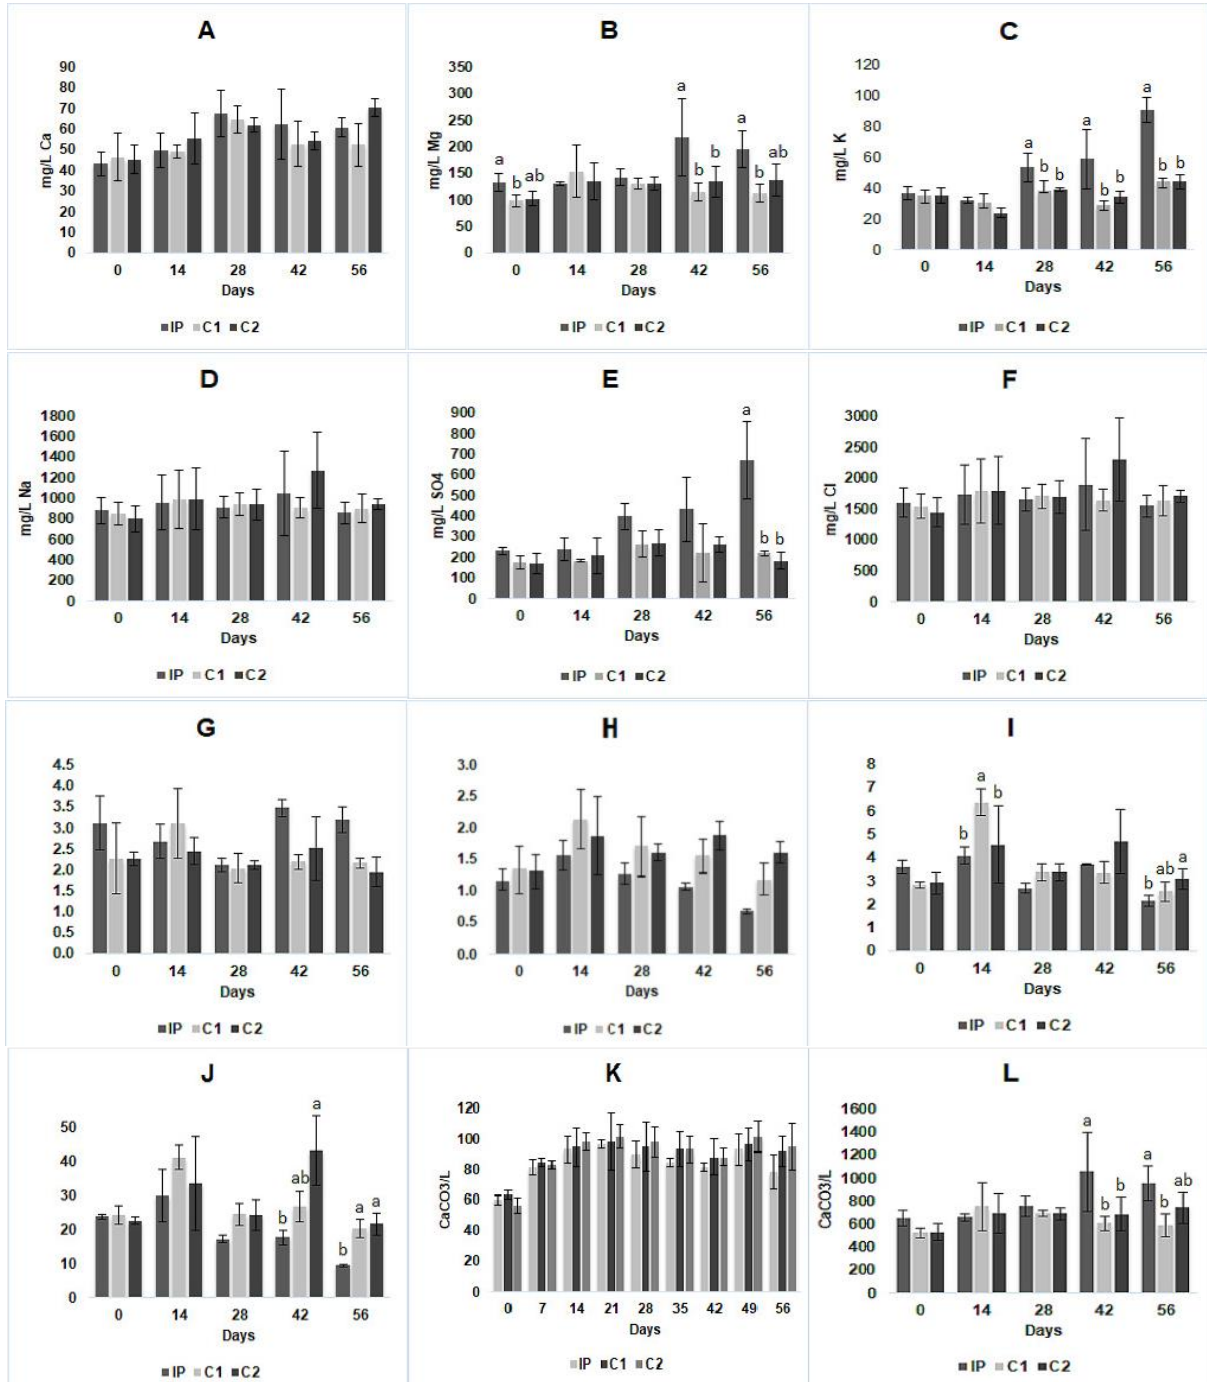 A
90
80
70
60
50
40
30
20
10
0
mg/L Ca
0 14 28 42 56
Days
IP C1 C2
B
350
300
250
200
150
100
50
0
mg/L Mg
a b ab
a b b
a b ab
0 14 28 42 56
Days
IP C1 C2
C
120
100
80
60
40
20
0
mg/L K
a b b
a b b
a b b
0 14 28 42 56
Days
IP C1 C2
D
1800
1600
1400
1200
1000
800
600
400
200
0
mg/L Na
0 14 28 42 56
Days
IP C1 C2
E
900
800
700
600
500
400
300
200
100
0
mg/L SO4
a b b
0 14 28 42 56
Days
IP C1 C2
F
3000
2500
2000
1500
1000
500
0
mg/L Cl
0 14 28 42 56
Days
IP C1 C2
G
4.5
4.0
3.5
3.0
2.5
2.0
1.5
1.0
0.5
0.0
0 14 28 42 56
Days
IP C1 C2
H
3.0
2.5
2.0
1.5
1.0
0.5
0.0
0 14 28 42 56
Days
IP C1 C2
I
8
7
6
5
4
3
2
1
0
b a b
b ab a
0 14 28 42 56
Days
IP C1 C2
J
50
40
30
20
10
0
b ab a
b a a
0 14 28 42 56
Days
IP C1 C2
K
120
100
80
60
40
20
0
CaCO3/L
0 7 14 21 28 35 42 49 56
Days
IP C1 C2
L
1600
1400
1200
1000
800
600
400
200
0
CaCO3/L
a b b
a b ab
0 14 28 42 56
Days
IP C1 C2